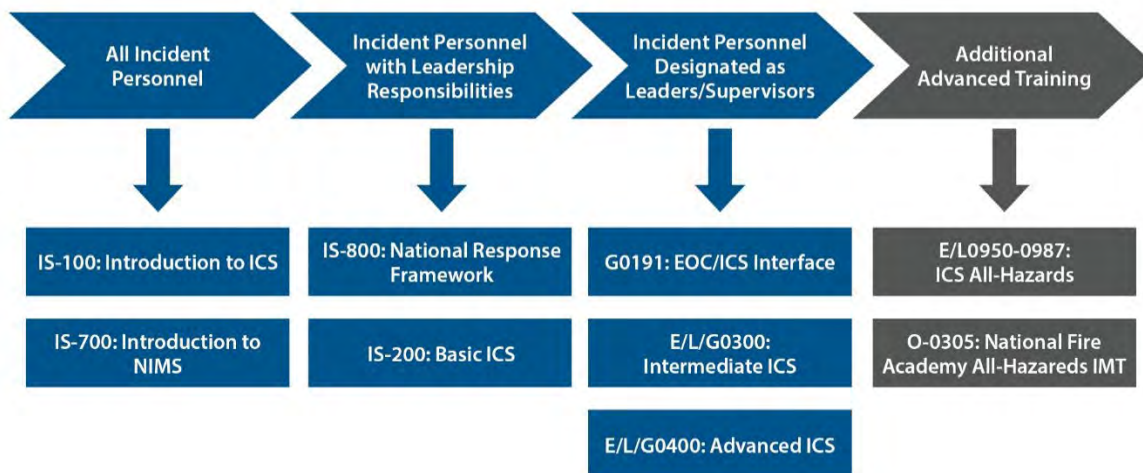 All Incident
Personnel
Incident Personnel
with Leadership
Responsibilities
Incident Personnel
Designated as
Leaders/Supervisors
Additional
Advanced Training
IS-100: Introduction to ICS
IS-700: Introduction to
NIMS
IS-800: National Response
Framework
IS-200: Basic ICS
G0191: EOC/ICS Interface
E/L/G0300:
Intermediate ICS
E/L/G0400: Advanced ICS
E/L0950-0987:
ICS All-Hazards
O-0305: National Fire
Academy All-Hazareds IMT